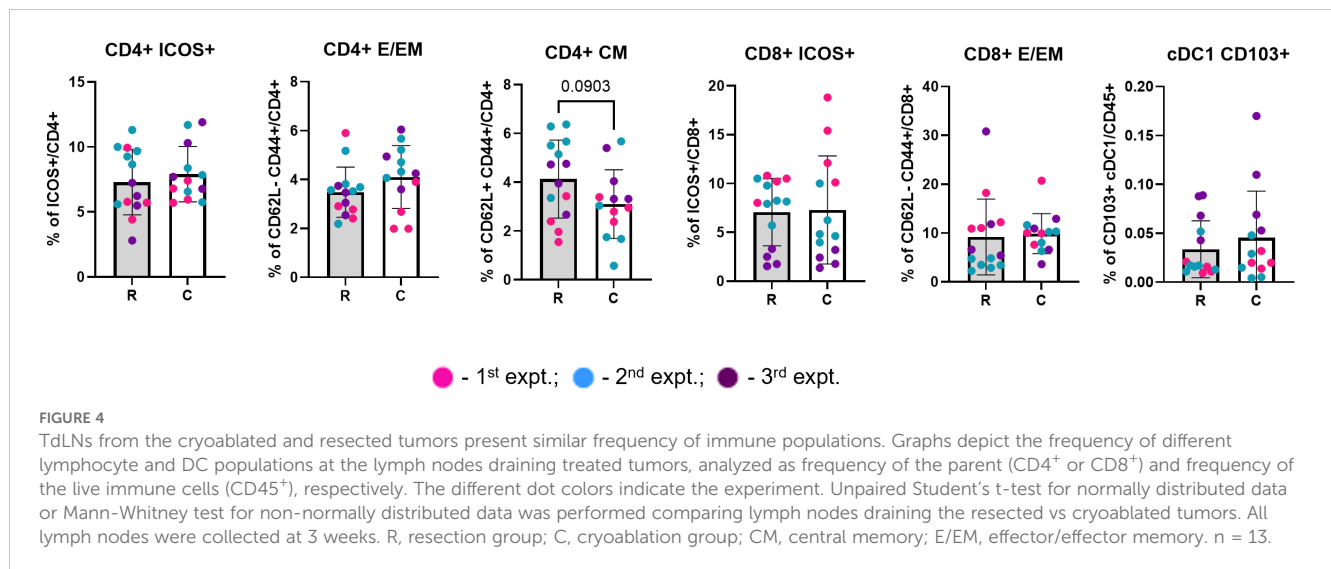 CD4+ ICOS+
% of ICOS+/CD4+
15
10
5
0
R C
CD4+ E/EM
% of CD62L- CD44+/CD4+
8
6
4
2
0
R C
CD4+ CM
0.0903
% of CD62L+ CD44+/CD4+
8
6
4
2
0
R C
CD8+ ICOS+
%of ICOS+/CD8+
20
15
10
5
0
R C
CD8+ E/EM
% of CD62L- CD44+/CD8+
40
30
20
10
0
R C
cDC1 CD103+
% of CD103+ cDC1/CD45+
0.20
0.15
0.10
0.05
0.00
R C
- 1st expt.; - 2nd expt.; - 3rd expt.
FIGURE 4
TdLNs from the cryoablated and resected tumors present similar frequency of immune populations. Graphs depict the frequency of different
lymphocyte and DC populations at the lymph nodes draining treated tumors, analyzed as frequency of the parent (CD4+ or CD8+) and frequency of
the live immune cells (CD45+), respectively. The different dot colors indicate the experiment. Unpaired Student's t-test for normally distributed data
or Mann-Whitney test for non-normally distributed data was performed comparing lymph nodes draining the resected vs cryoablated tumors. All
lymph nodes were collected at 3 weeks. R, resection group; C, cryoablation group; CM, central memory; E/EM, effector/effector memory. n = 13.